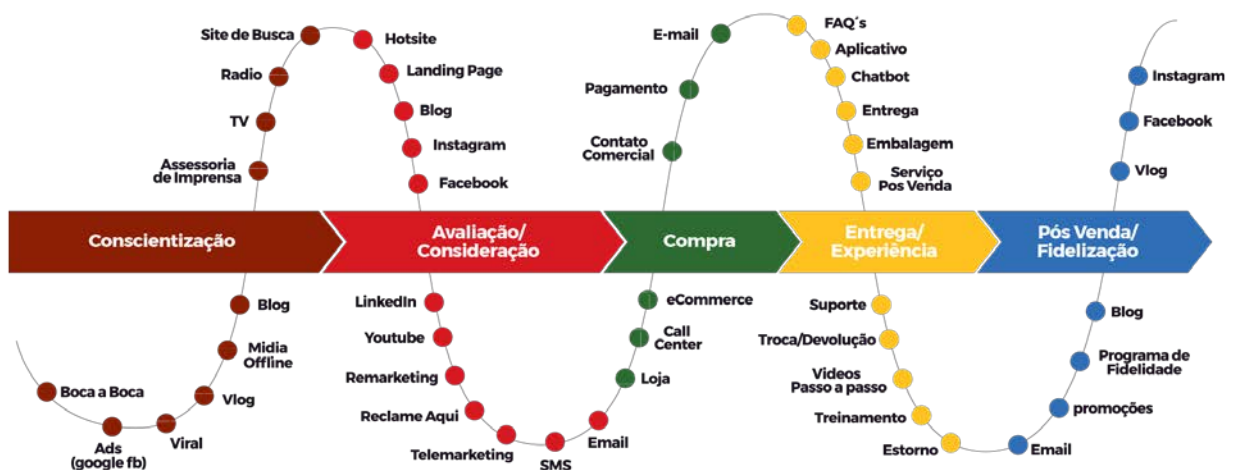 Site de Busca
Radio
TV
Assessoria
de Imprensa
Hotsite
Landing Page
Blog
Instagram
Facebook
E-mail
Pagamento
Contato
Comercial
FAQ´s
Aplicativo
Chatbot
Entrega
Embalagem
Serviço
Pos Venda
Instagram
Facebook
Vlog
Conscientização
Avaliação/
Consideração
Compra
Entrega/
Experiência
Pós Venda/
Fidelização
Blog
Midia
Offline
Vlog
Viral
Ads
(google fb)
Boca a Boca
LinkedIn
Youtube
Remarketing
Reclame Aqui
Telemarketing
SMS
Email
Loja
Call
Center
eCommerce
Suporte
Troca/Devolução
Videos
Passo a passo
Treinamento
Estorno
Email
promoções
Programa de
Fidelidade
Blog